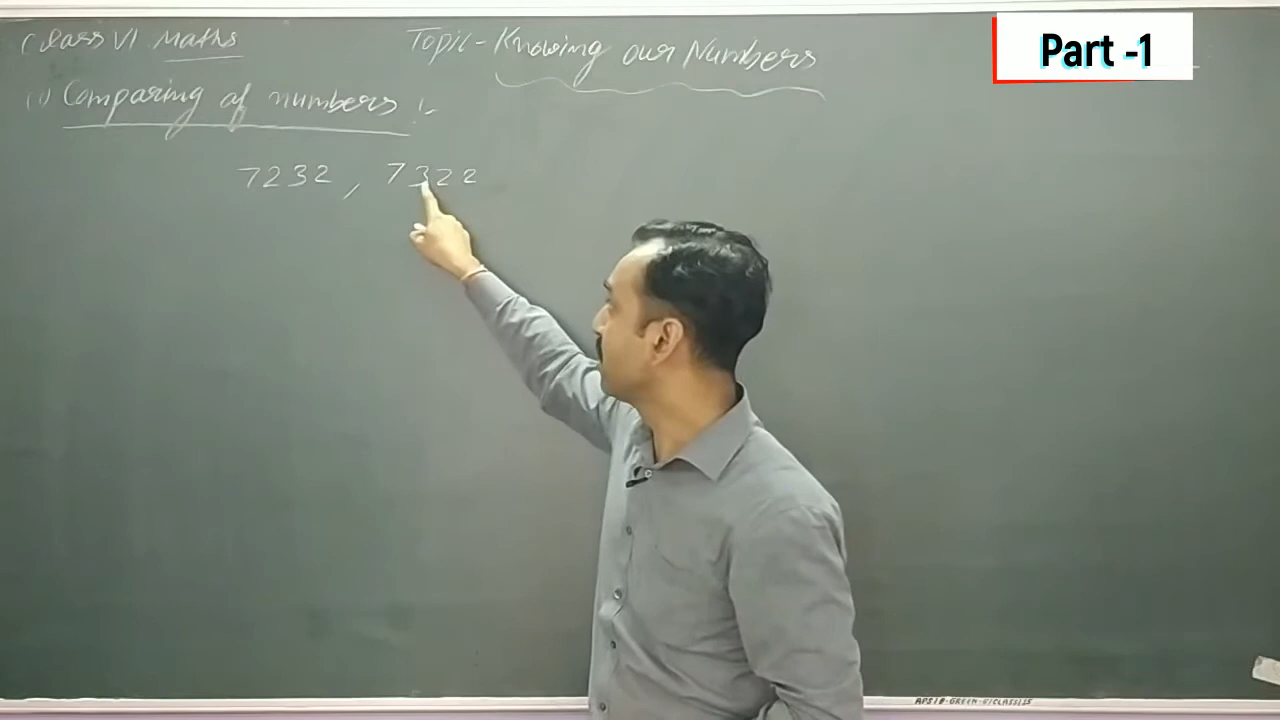 Class VI Maths
Topic - Knowing our Numbers
Part -1
(i) Comparing of numbers :-
7232, 7322